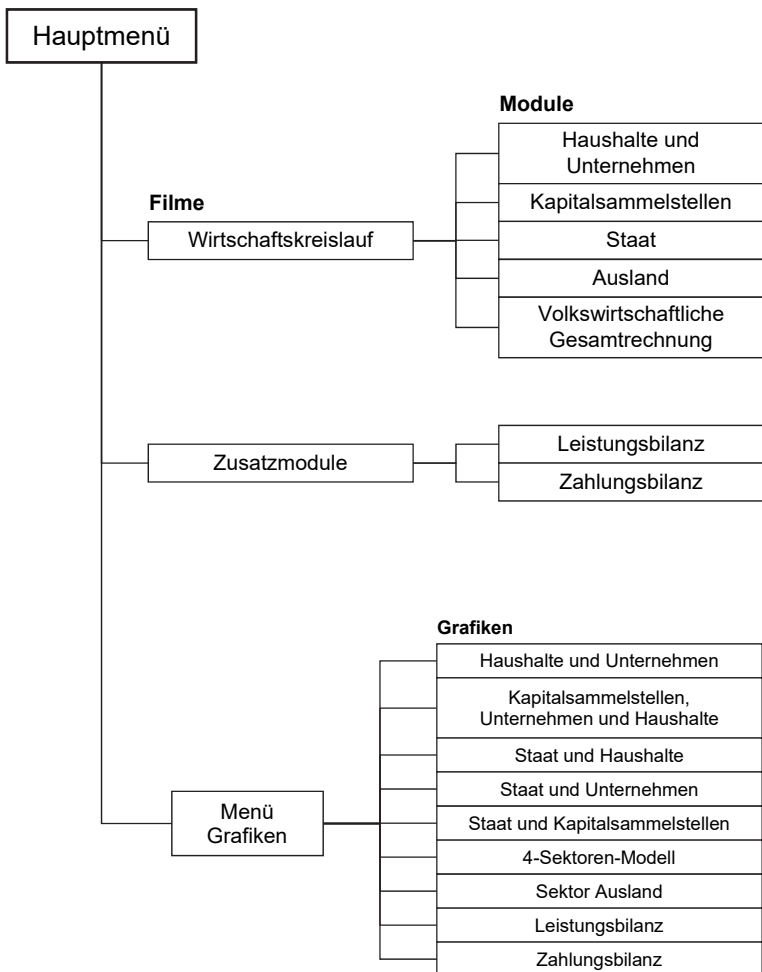 Hauptmenü
Module
Haushalte und
Unternehmen
Kapitalsammelstellen
Filme
Wirtschaftskreislauf
Staat
Ausland
Volkswirtschaftliche
Gesamtrechnung
Leistungsbilanz
Zusatzmodule
Zahlungsbilanz
Grafiken
Haushalte und Unternehmen
Kapitalsammelstellen,
Unternehmen und Haushalte
Staat und Haushalte
Staat und Unternehmen
Menü
Grafiken
Staat und Kapitalsammelstellen
4-Sektoren-Modell
Sektor Ausland
Leistungsbilanz
Zahlungsbilanz